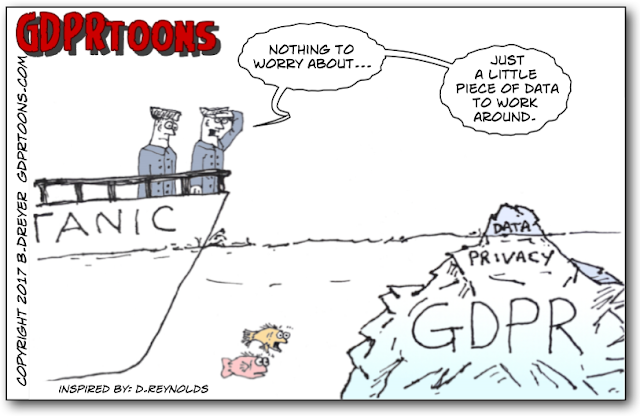 GDPRTOONS
NOTHING TO
WORRY ABOUT...
JUST
A LITTLE
PIECE OF DATA
TO WORK
AROUND.
TANIC
DATA
PRIVACY
GDPR
INSPIRED BY: D.REYNOLDS
COPYRIGHT 2017 B.DREYER GDPRTOONS.COM